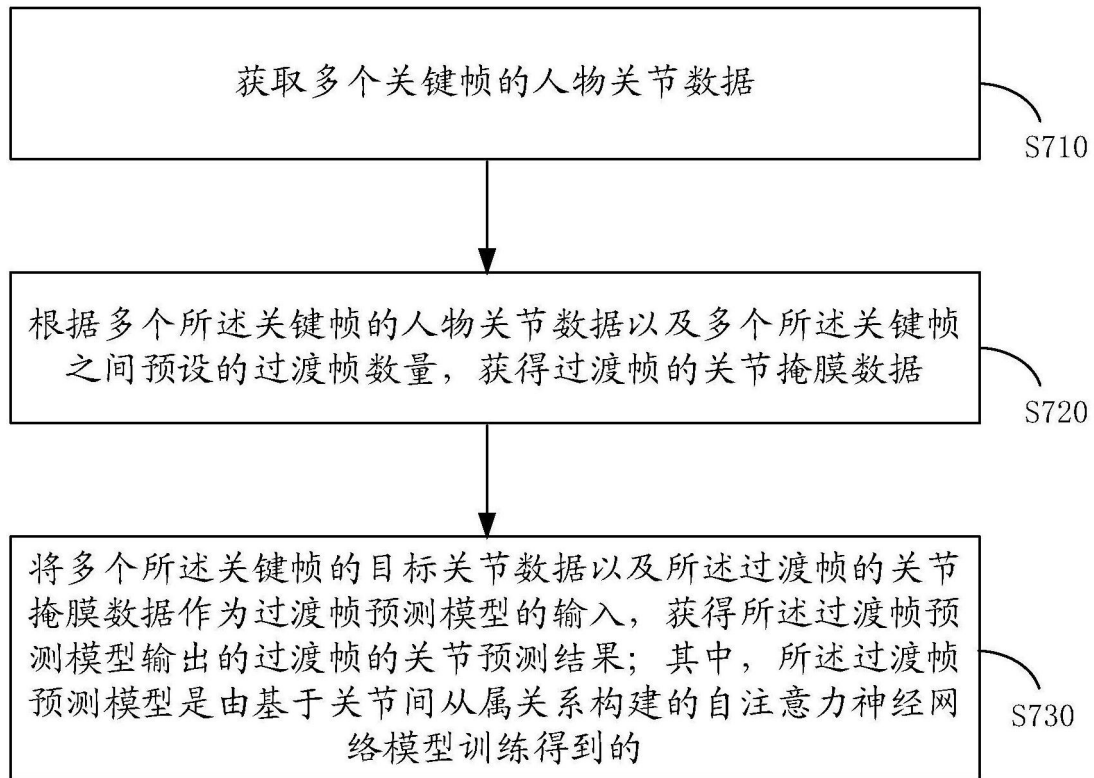 获取多个关键帧的人物关节数据
S710
根据多个所述关键帧的人物关节数据以及多个所述关键帧
之间预设的过渡帧数量，获得过渡帧的关节掩膜数据
S720
将多个所述关键帧的目标关节数据以及所述过渡帧的关节
掩膜数据作为过渡帧预测模型的输入，获得所述过渡帧预
测模型输出的过渡帧的关节预测结果；其中，所述过渡帧
预测模型是由基于关节间从属关系构建的自注意力神经网
络模型训练得到的
S730